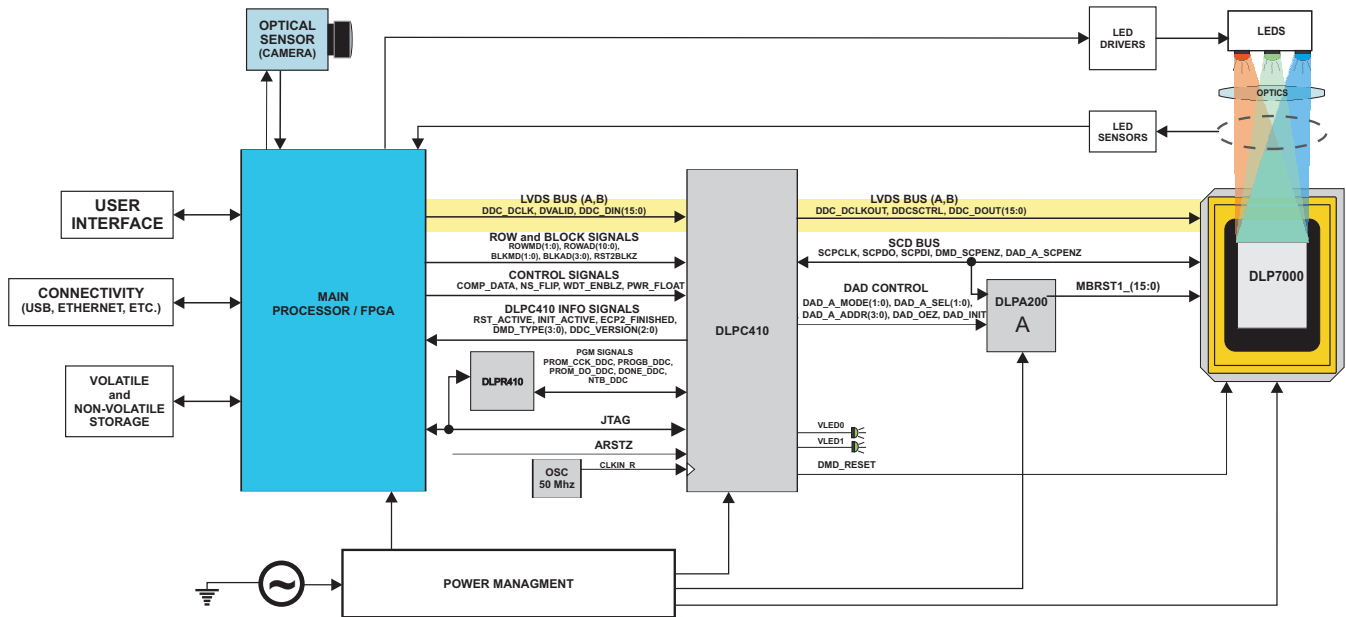 OPTICAL
SENSOR
(CAMERA)
LED
DRIVERS
LEDS
OPTICS
LED
SENSORS
USER
INTERFACE
CONNECTIVITY
(USB, ETHERNET, ETC.)
VOLATILE
and
NON-VOLATILE
STORAGE
MAIN
PROCESSOR / FPGA
LVDS BUS (A,B)
DDC_DCLK, DVALID, DDC_DIN(15:0)
ROW and BLOCK SIGNALS
ROWMD(1:0), ROWAD(10:0),
BLKMD(1:0), BLKAD(3:0), RST2BLKZ
CONTROL SIGNALS
COMP_DATA, NS_FLIP, WDT_ENBLZ, PWR_FLOAT
DLPC410 INFO SIGNALS
RST_ACTIVE, INIT_ACTIVE, ECP2_FINISHED,
DMD_TYPE(3:0), DDC_VERSION(2:0)
PGM SIGNALS
PROM_CCK_DDC, PROGB_DDC,
PROM_DO_DDC, DONE_DDC,
NTB_DDC
DLPR410
JTAG
ARSTZ
OSC
50 Mhz
CLKIN_R
DLPC410
LVDS BUS (A,B)
DDC_DCLKOUT, DDCSCTRL, DDC_DOUT(15:0)
SCD BUS
SCPCLK, SCPDO, SCPDI, DMD_SCPENZ, DAD_A_SCPENZ
DAD CONTROL
DAD_A_MODE(1:0), DAD_A_SEL(1:0),
, DAD_A_ADDR(3:0), DAD_OEZ, DAD_INIT
DLPA200
A
MBRST1_(15:0)
DLP7000
VLED0
VLED1
DMD_RESET
POWER MANAGMENT